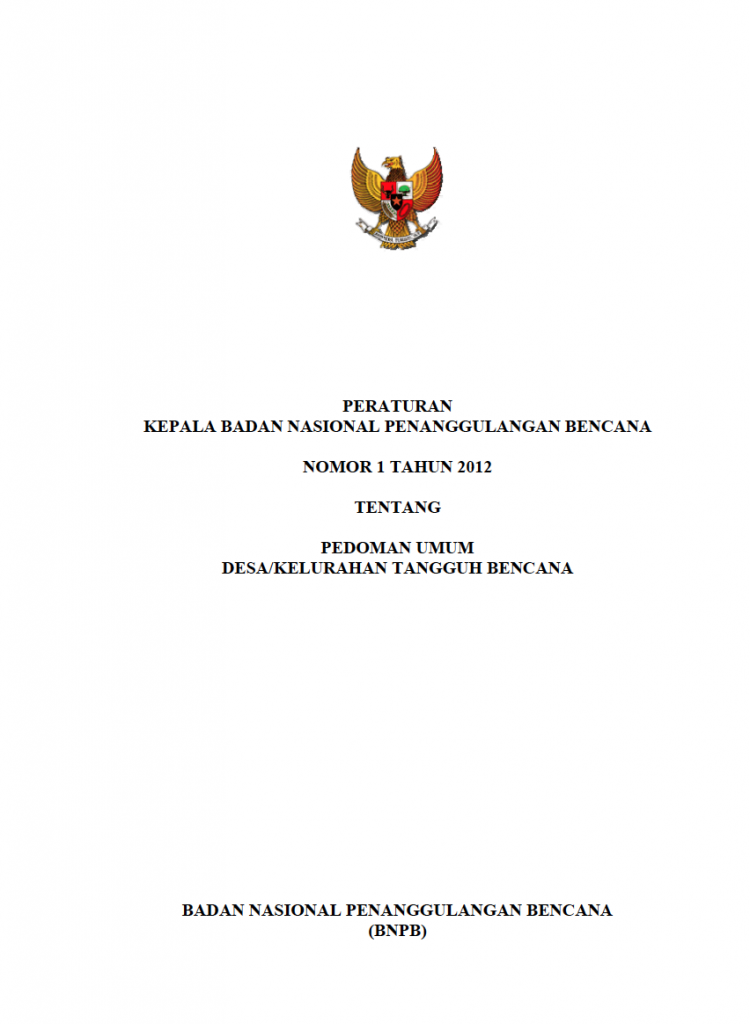 PERATURAN
KEPALA BADAN NASIONAL PENANGGULANGAN BENCANA
NOMOR 1 TAHUN 2012
TENTANG
PEDOMAN UMUM
DESA/KELURAHAN TANGGUH BENCANA
BADAN NASIONAL PENANGGULANGAN BENCANA
(BNPB)